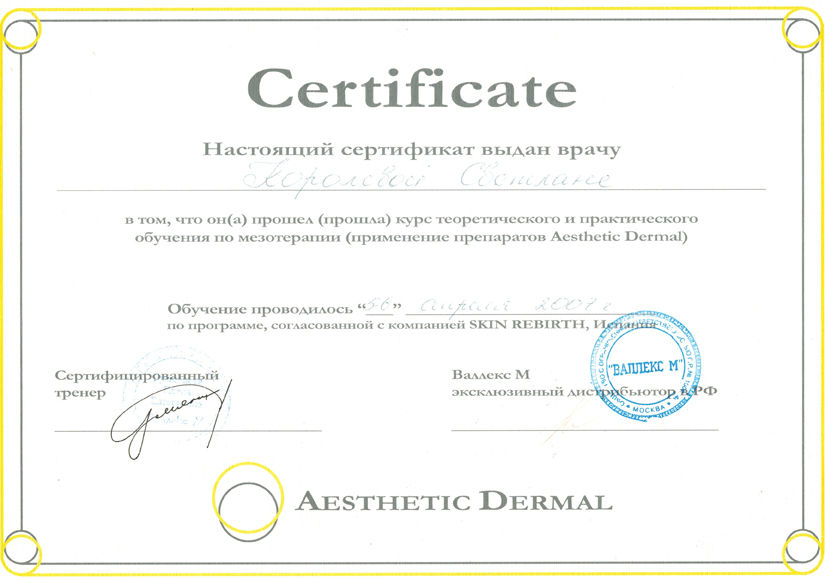 Certificate
Настоящий сертификат выдан врачу
Королевой Светлане
в том, что он(а) прошел (прошла) курс теоретического и практического
обучения по мезотерапии (применение препаратов Aesthetic Dermal)
Обучение проводилось “5-6” апреля 2007 г
по программе, согласованной с компанией SKIN REBIRTH, Испания
Сертифицированный
тренер
Валлекс М
эксклюзивный дистрибьютор в РФ
"ВАЛЛЕКС М"
МОСКВА
AESTHETIC DERMAL